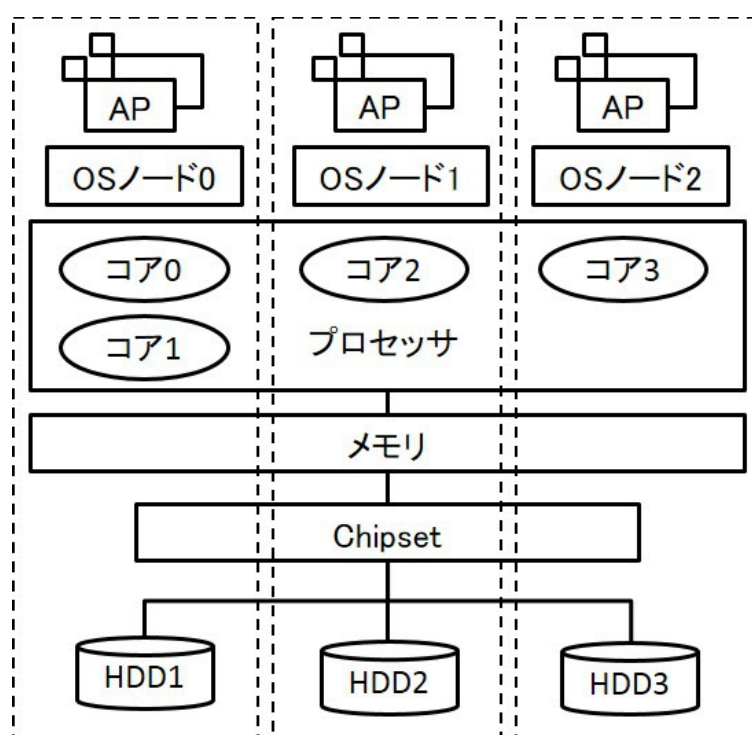 AP
AP
AP
OSノード0
OSノード1
OSノード2
コア0
コア2
コア3
コア1
プロセッサ
メモリ
Chipset
HDD1
HDD2
HDD3